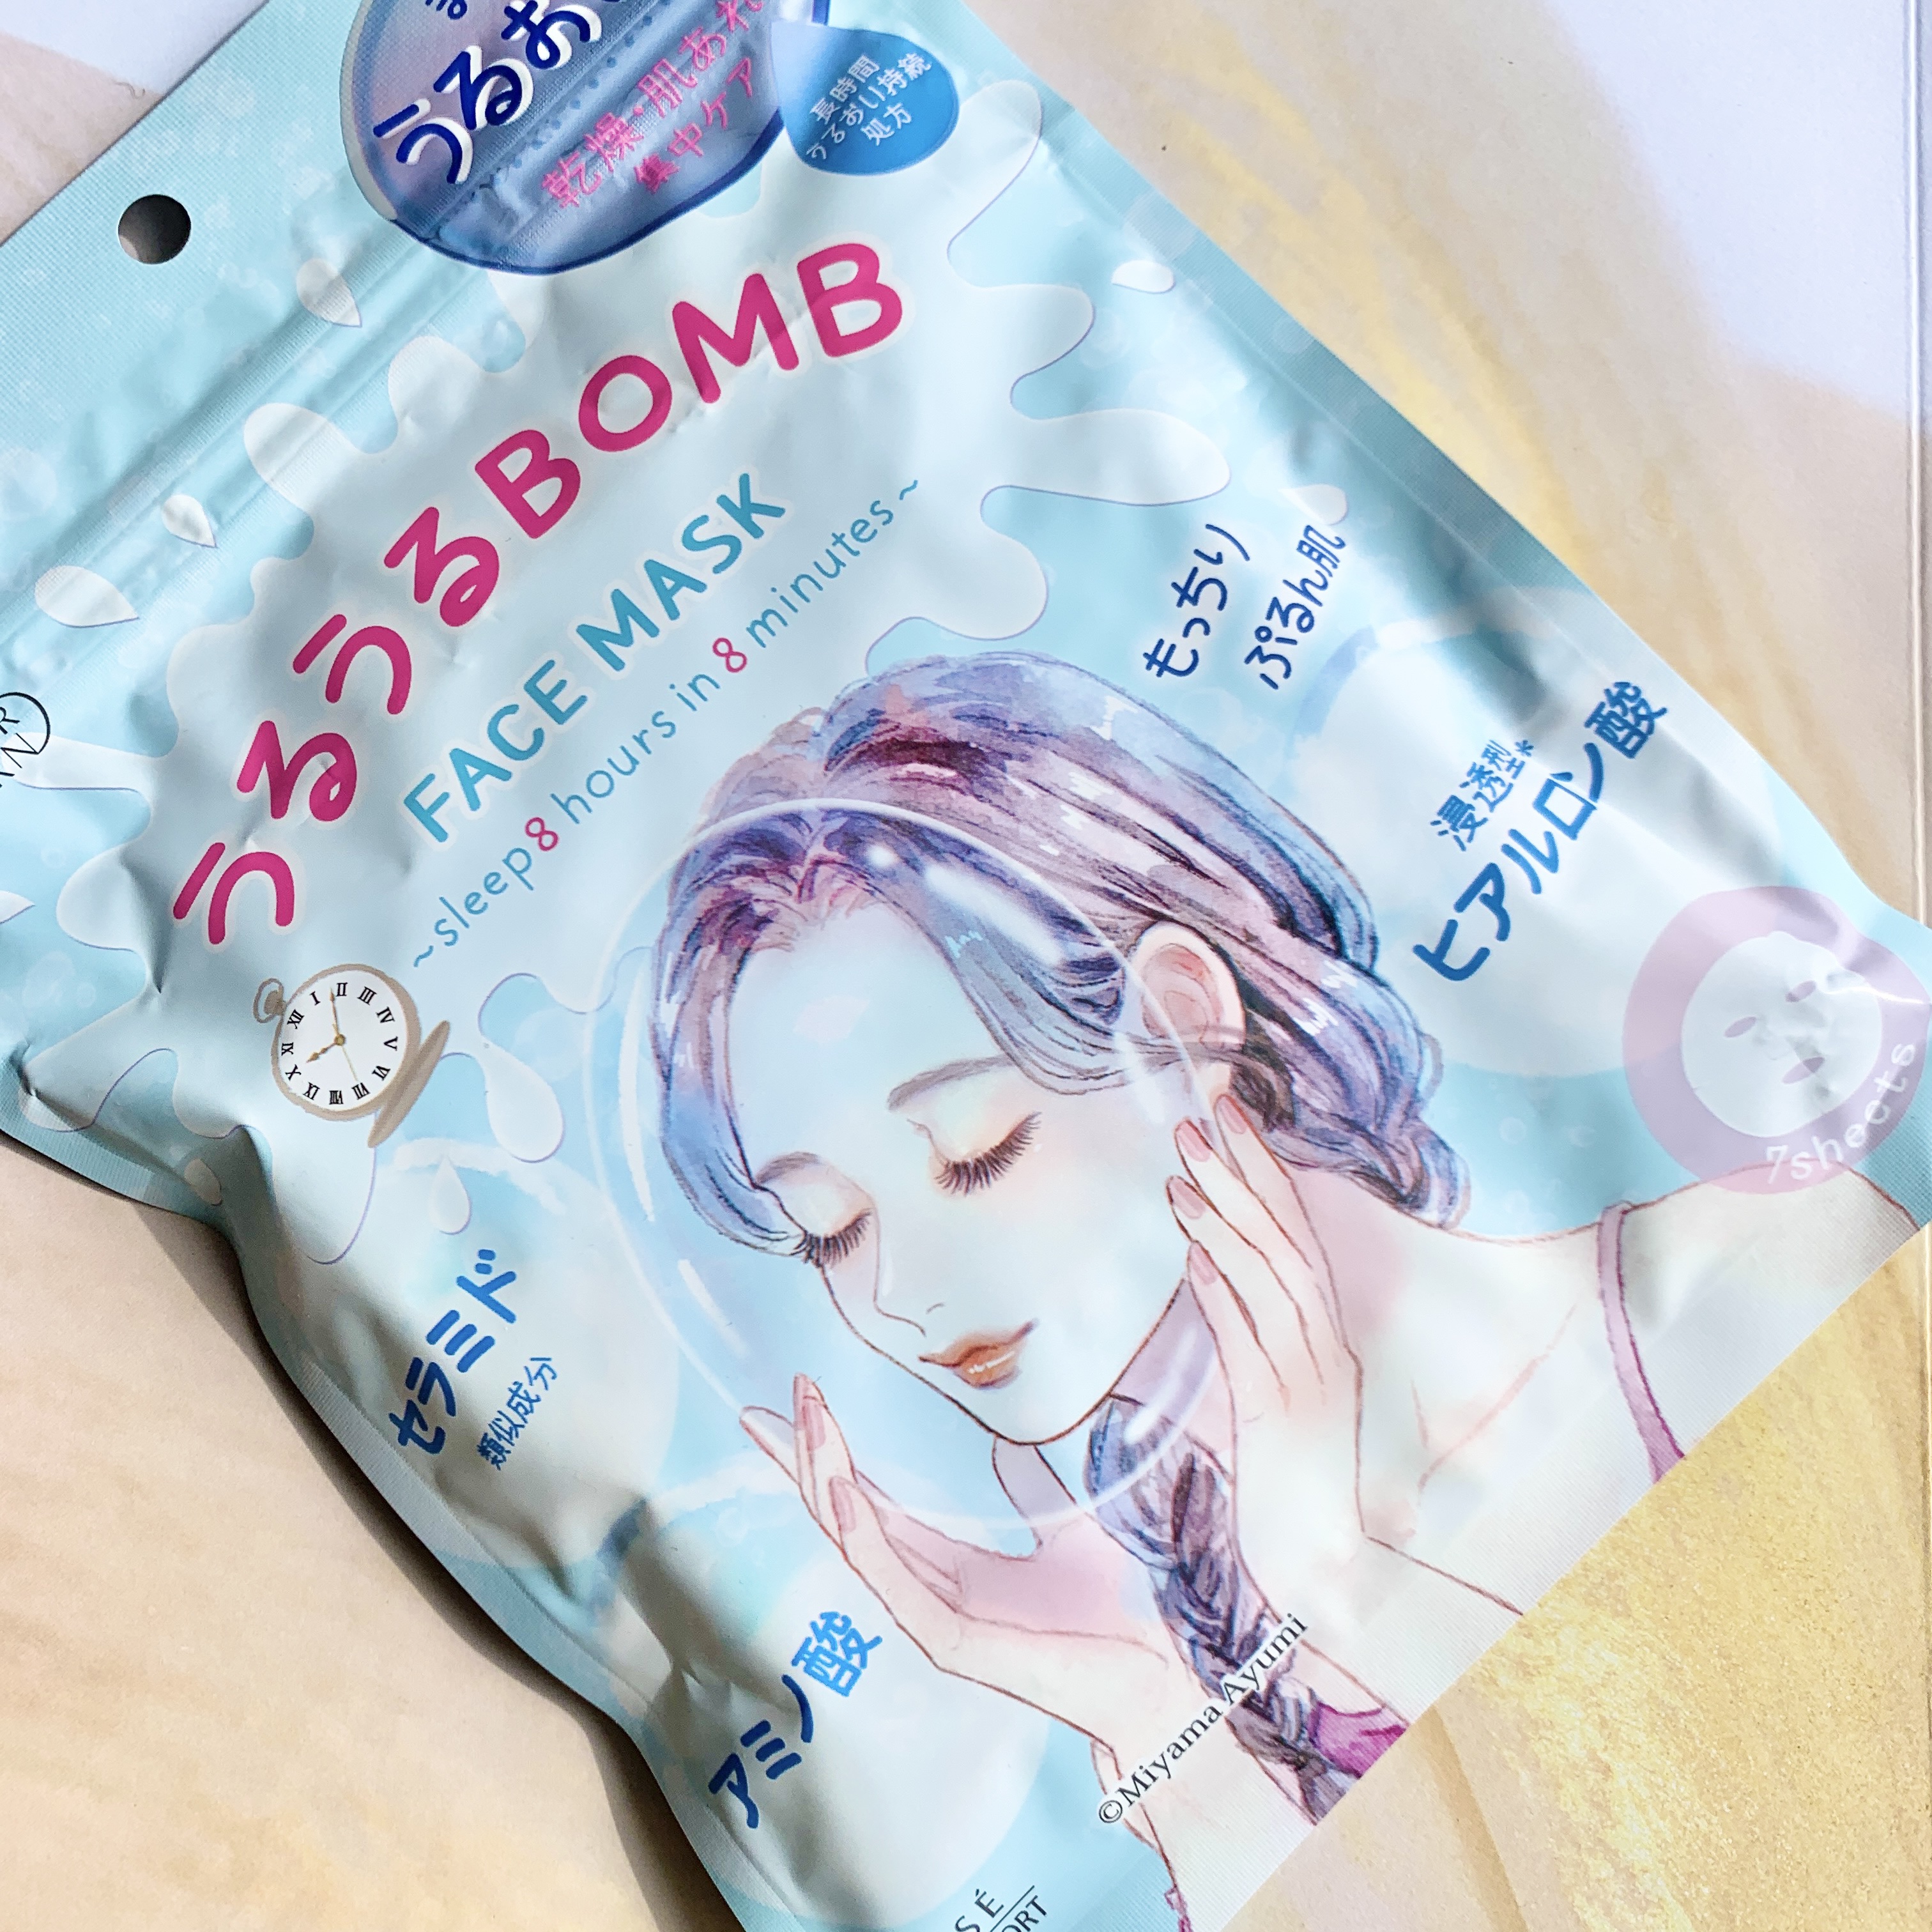 うるお
乾燥・肌あれ
集中ケア
長時間
うるおい持続
処方
うるうるBOMB
FACE MASK
~sleep 8 hours in 8 minutes~
もっちり
ぷるん肌
浸透型*
ヒアルロン酸
7sheets
セラミド
類似成分
アミノ酸
©Miyama Ayumi